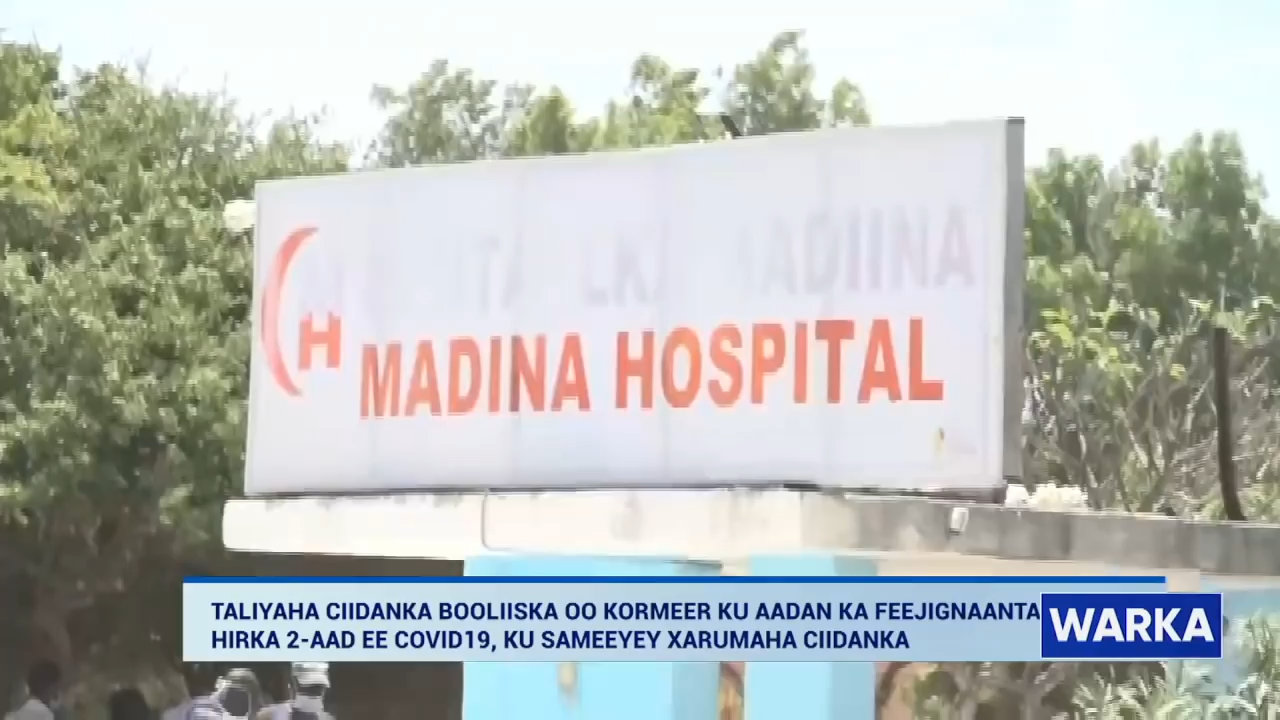 MADIINA
H
MADINA HOSPITAL
TALIYAHA CIIDANKA BOOLIISKA OO KORMEER KU AADAN KA FEEJIGNAANTA
HIRKA 2-AAD EE COVID19, KU SAMEEYEY XARUMAHA CIIDANKA
WARKA